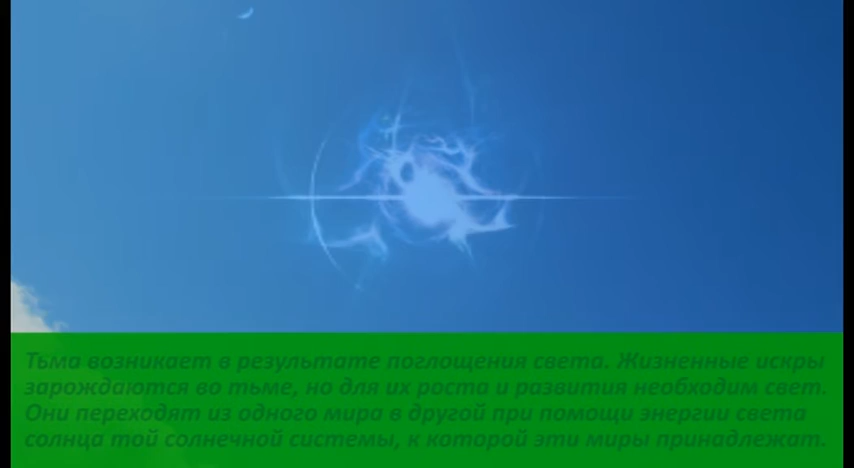 Тьма возникает в результате поглощения света. Жизненные искры
зарождаются во тьме, но для их роста и развития необходим свет.
Они переходят из одного мира в другой при помощи энергии света
солнца той солнечной системы, к которой эти миры принадлежат.